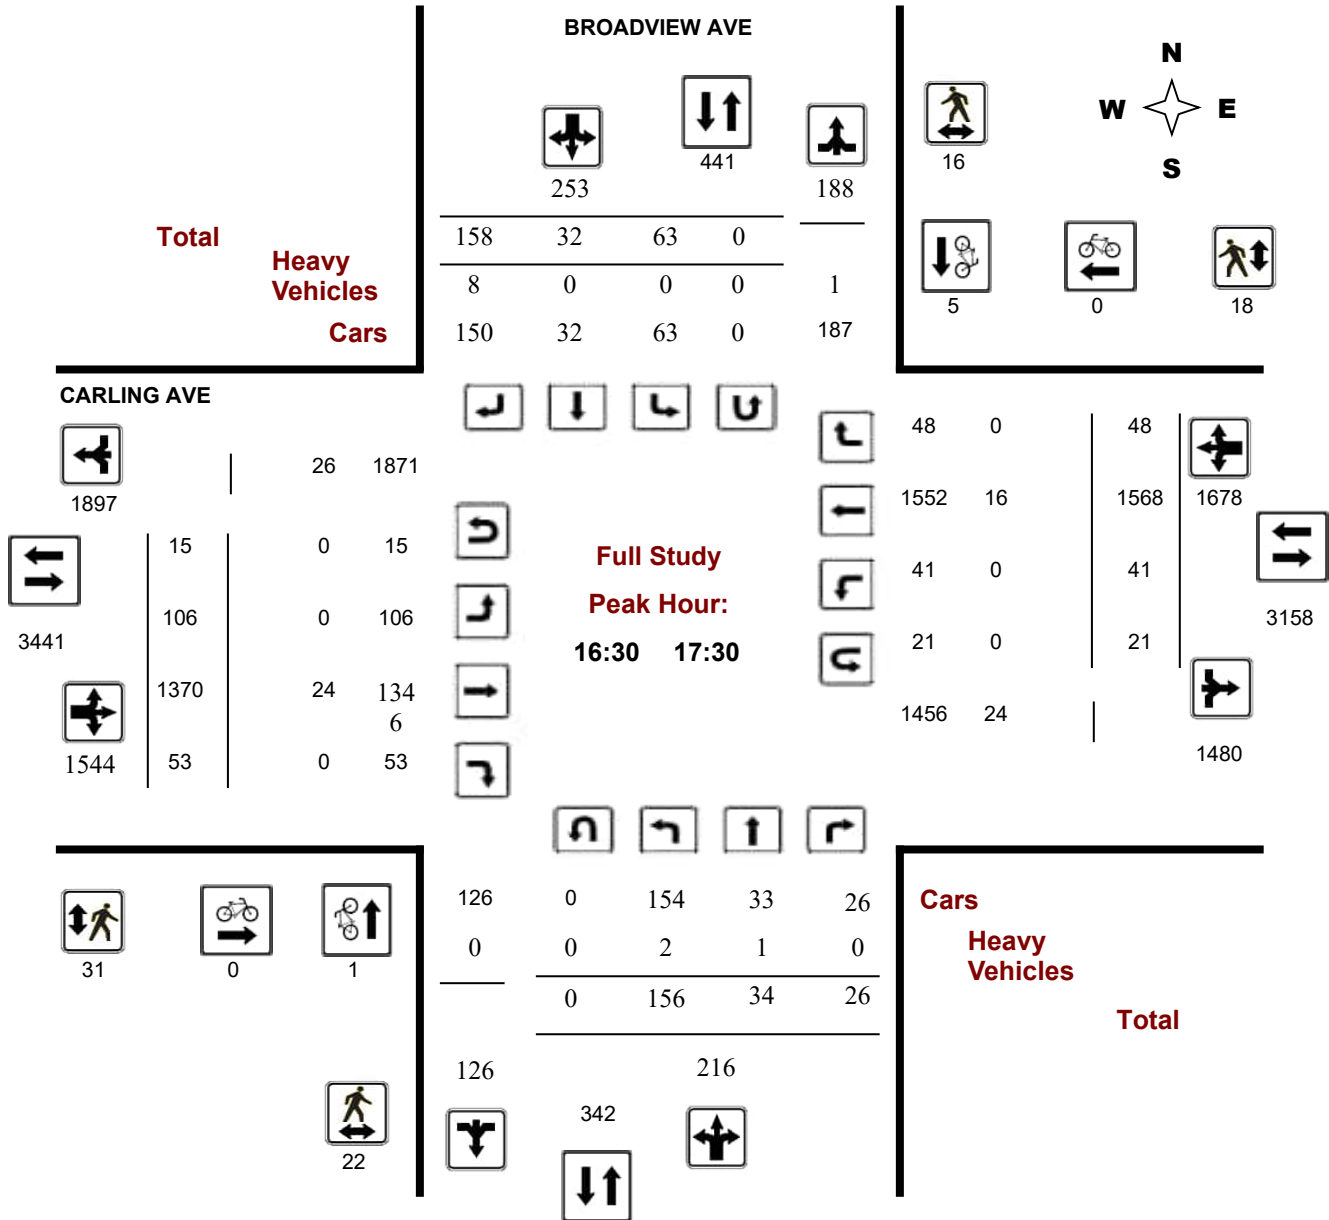 BROADVIEW AVE
N
W E
S
441
16
253 188
Total 158 32 63 0
Heavy
Vehicles 8 0 0 0 1
5 0 18
Cars 150 32 63 0 187
CARLING AVE
48 0 48
26 1871
1897
1552 16 1568 1678
15 0 15
Full Study
41 0 41
106 0 106
Peak Hour:
3441
3158
16:30 17:30
21 0 21
1370 24 134
6
1456 24
1544 53 0 53
1480
126 0 154 33 26 Cars
0 0 2 1 0 Heavy
Vehicles
31 0 1
0 156 34 26
Total
126 216
342
22